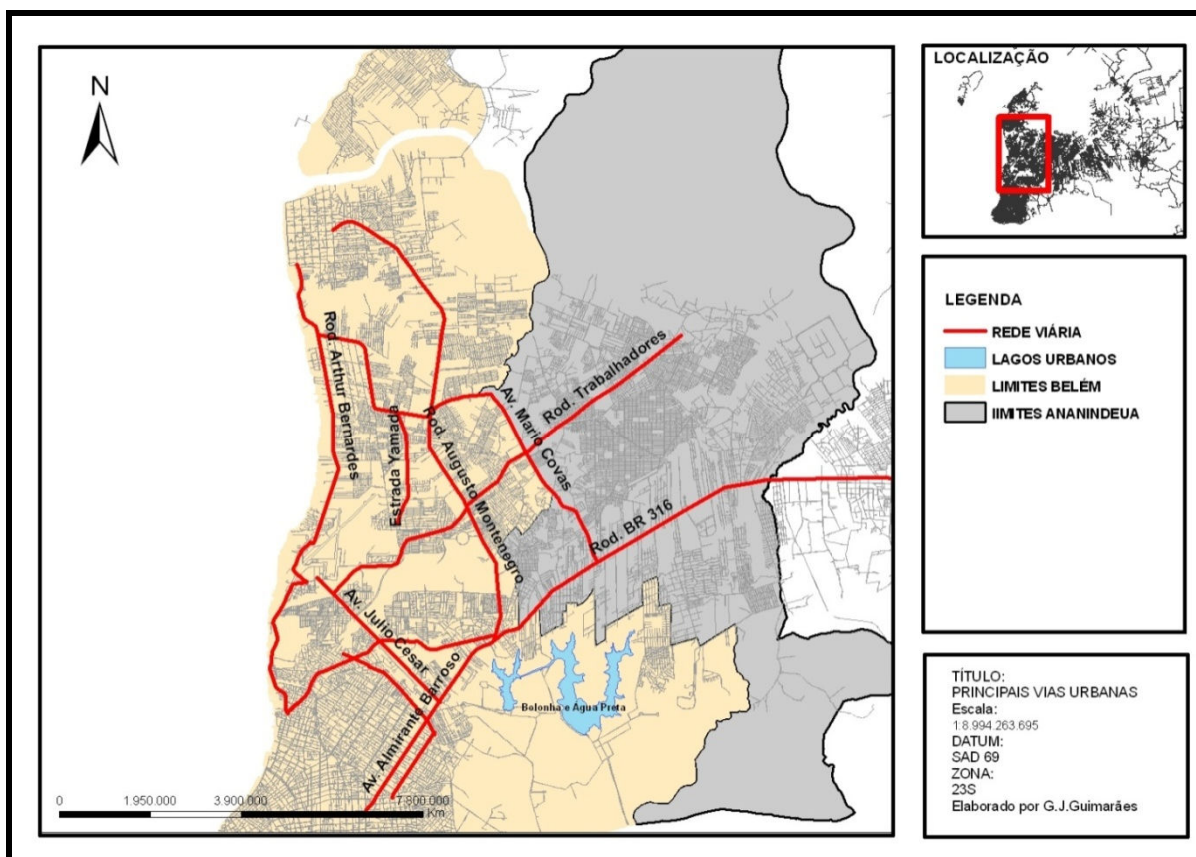 N
Rod. Arthur Bernardes
Estrada Yamada
Rod. Augusto Montenegro
Av. Mario Covas
Rod. Trabalhadores
Rod. BR 316
Av. Julio Cesar
Av. Almirante Barroso
Bolonha e Agua Preta
0 1.950.000 3.900.000 7.800.000
Km
LOCALIZAÇÃO
LEGENDA
REDE VIÁRIA
LAGOS URBANOS
LIMITES BELÉM
lIMITES ANANINDEUA
TÍTULO:
PRINCIPAIS VIAS URBANAS
Escala:
1:8.994.263.695
DATUM:
SAD 69
ZONA:
23S
Elaborado por G.J.Guimarães